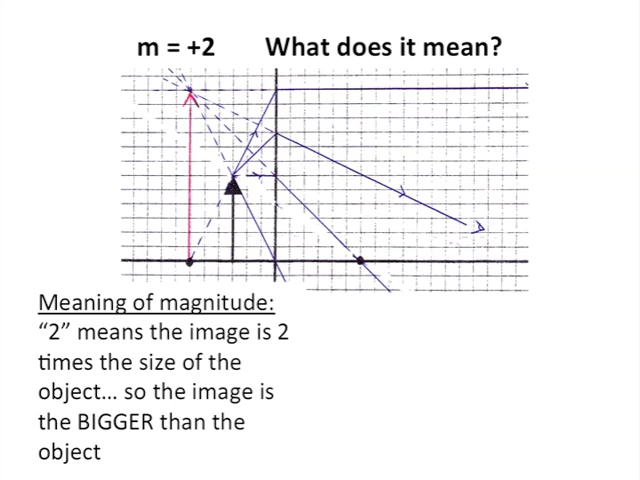 m = +2 What does it mean?
Meaning of magnitude:
“2” means the image is 2
times the size of the
object... so the image is
the BIGGER than the
object